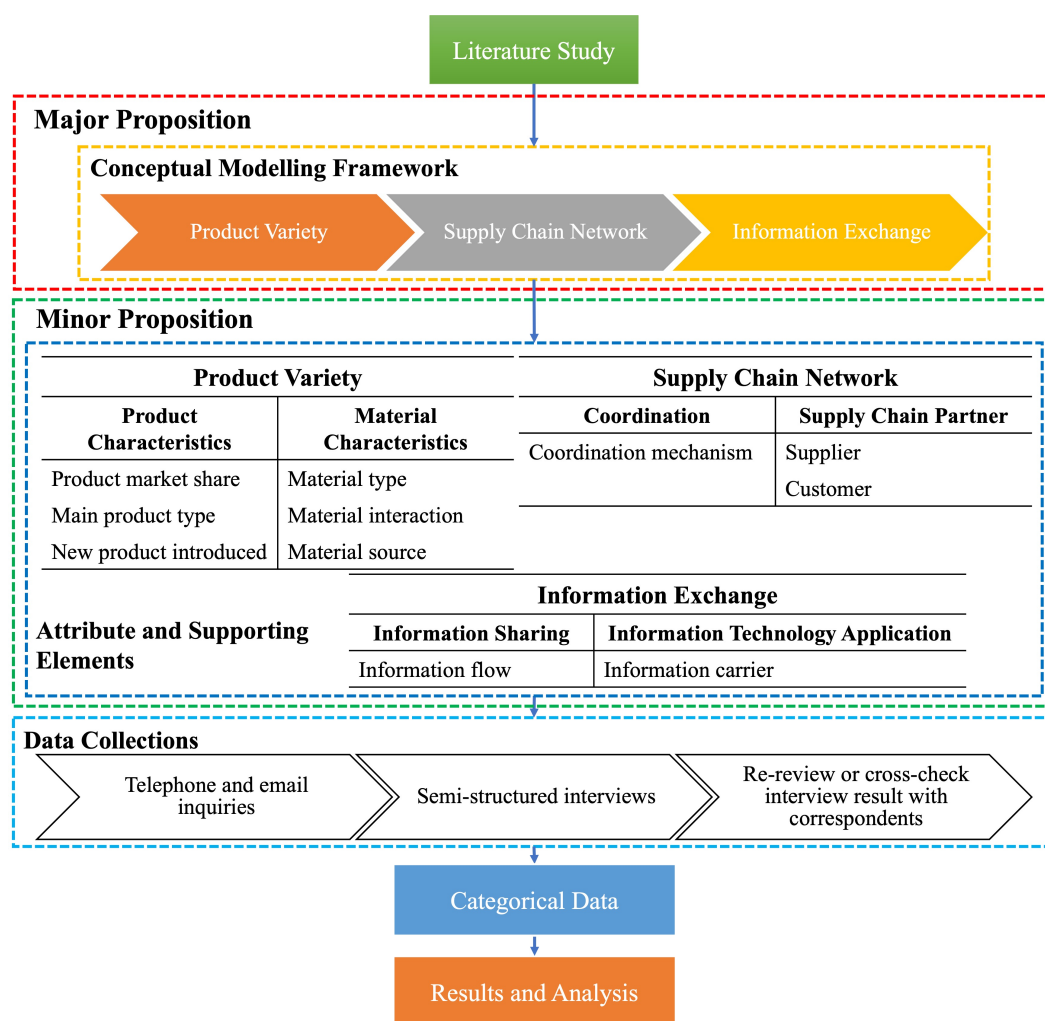 Literature Study
Major Proposition
Conceptual Modelling Framework
Product Variety
Supply Chain Network
Information Exchange
Minor Proposition
Product Variety
Product
Characteristics
Material
Characteristics
Product market share
Material type
Main product type
Material interaction
New product introduced
Material source
Supply Chain Network
Coordination
Supply Chain Partner
Coordination mechanism
Supplier
Customer
Attribute and Supporting
Elements
Information Exchange
Information Sharing
Information Technology Application
Information flow
Information carrier
Data Collections
Telephone and email
inquiries
Semi-structured interviews
Re-review or cross-check
interview result with
correspondents
Categorical Data
Results and Analysis